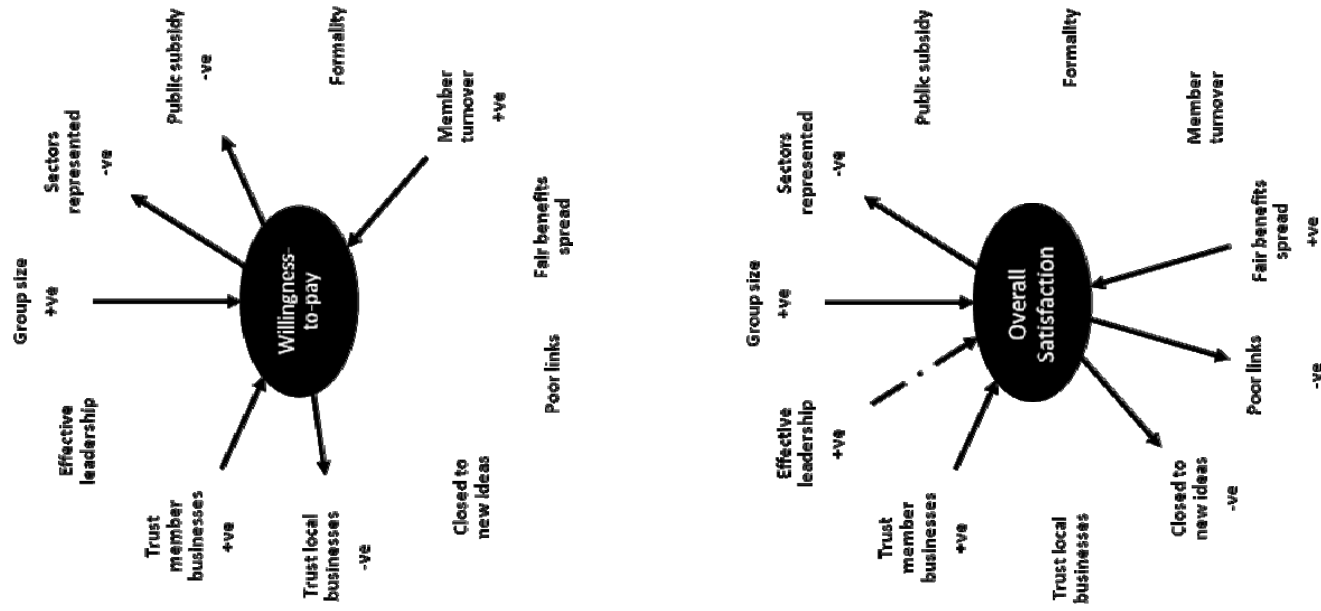 Group size
+ve
Effective
leadership
Sectors
represented
-ve
Trust
member
businesses
+ve
Public subsidy
-ve
Willingness-
to-pay
Trust local
businesses
-ve
Formality
Closed to
new ideas
Member
turnover
+ve
Poor links
Fair benefits
spread
Group size
+ve
Effective
leadership
+ve
Sectors
represented
-ve
Trust
member
businesses
+ve
Public subsidy
Overall
Satisfaction
Trust local
businesses
Formality
Closed to
new ideas
-ve
Member
turnover
Poor links
-ve
Fair benefits
spread
+ve